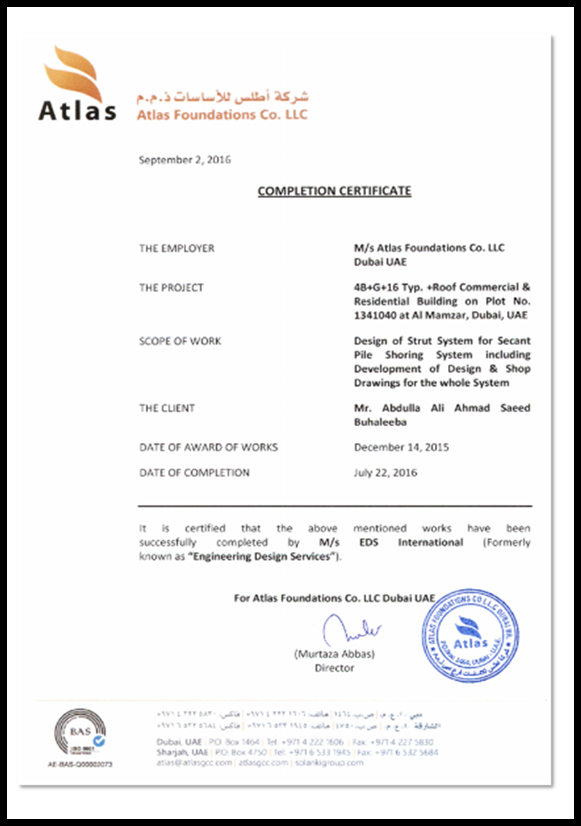 Atlas
شركة أطلس للأساسات ذ.م.م
Atlas Foundations Co. LLC
September 2, 2016
COMPLETION CERTIFICATE
THE EMPLOYER
M/s Atlas Foundations Co. LLC
Dubai UAE
THE PROJECT
4B+G+16 Typ. +Roof Commercial &
Residential Building on Plot No.
1341040 at Al Mamzar, Dubai, UAE
SCOPE OF WORK
Design of Strut System for Secant
Pile Shoring System including
Development of Design & Shop
Drawings for the whole System
THE CLIENT
Mr. Abdulla Ali Ahmad Saeed
Buhaleeba
DATE OF AWARD OF WORKS
December 14, 2015
DATE OF COMPLETION
July 22, 2016
It is certified that the above mentioned works have been
successfully completed by M/s EDS International (Formerly
known as “Engineering Design Services”).
For Atlas Foundations Co. LLC Dubai UAE
ATLAS FOUNDATIONS CO L.L.C DUBAI BR.
Atlas
(Murtaza Abbas)
Director
BAS
ISO 9001
AE-BAS-Q00002073
Dubai, UAE | P.O. Box 1464 | Tel: +971 4 222 1606 | Fax: +971 4 227 5830
Sharjah, UAE | P.O. Box 4750 | Tel: +971 6 533 1945 | Fax: +971 6 532 5684
atlas@atlasgcc.com | atlasgcc.com | solankigroup.com